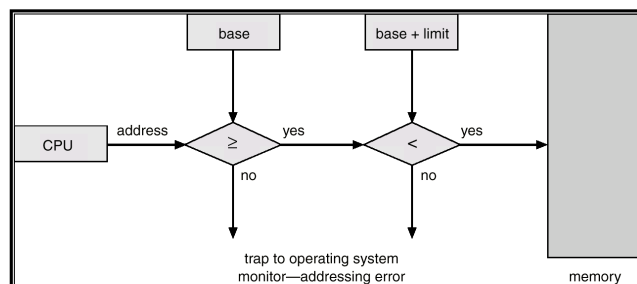 base
base + limit
CPU
address
≥
yes
<
yes
no
no
trap to operating system
monitor—addressing error
memory